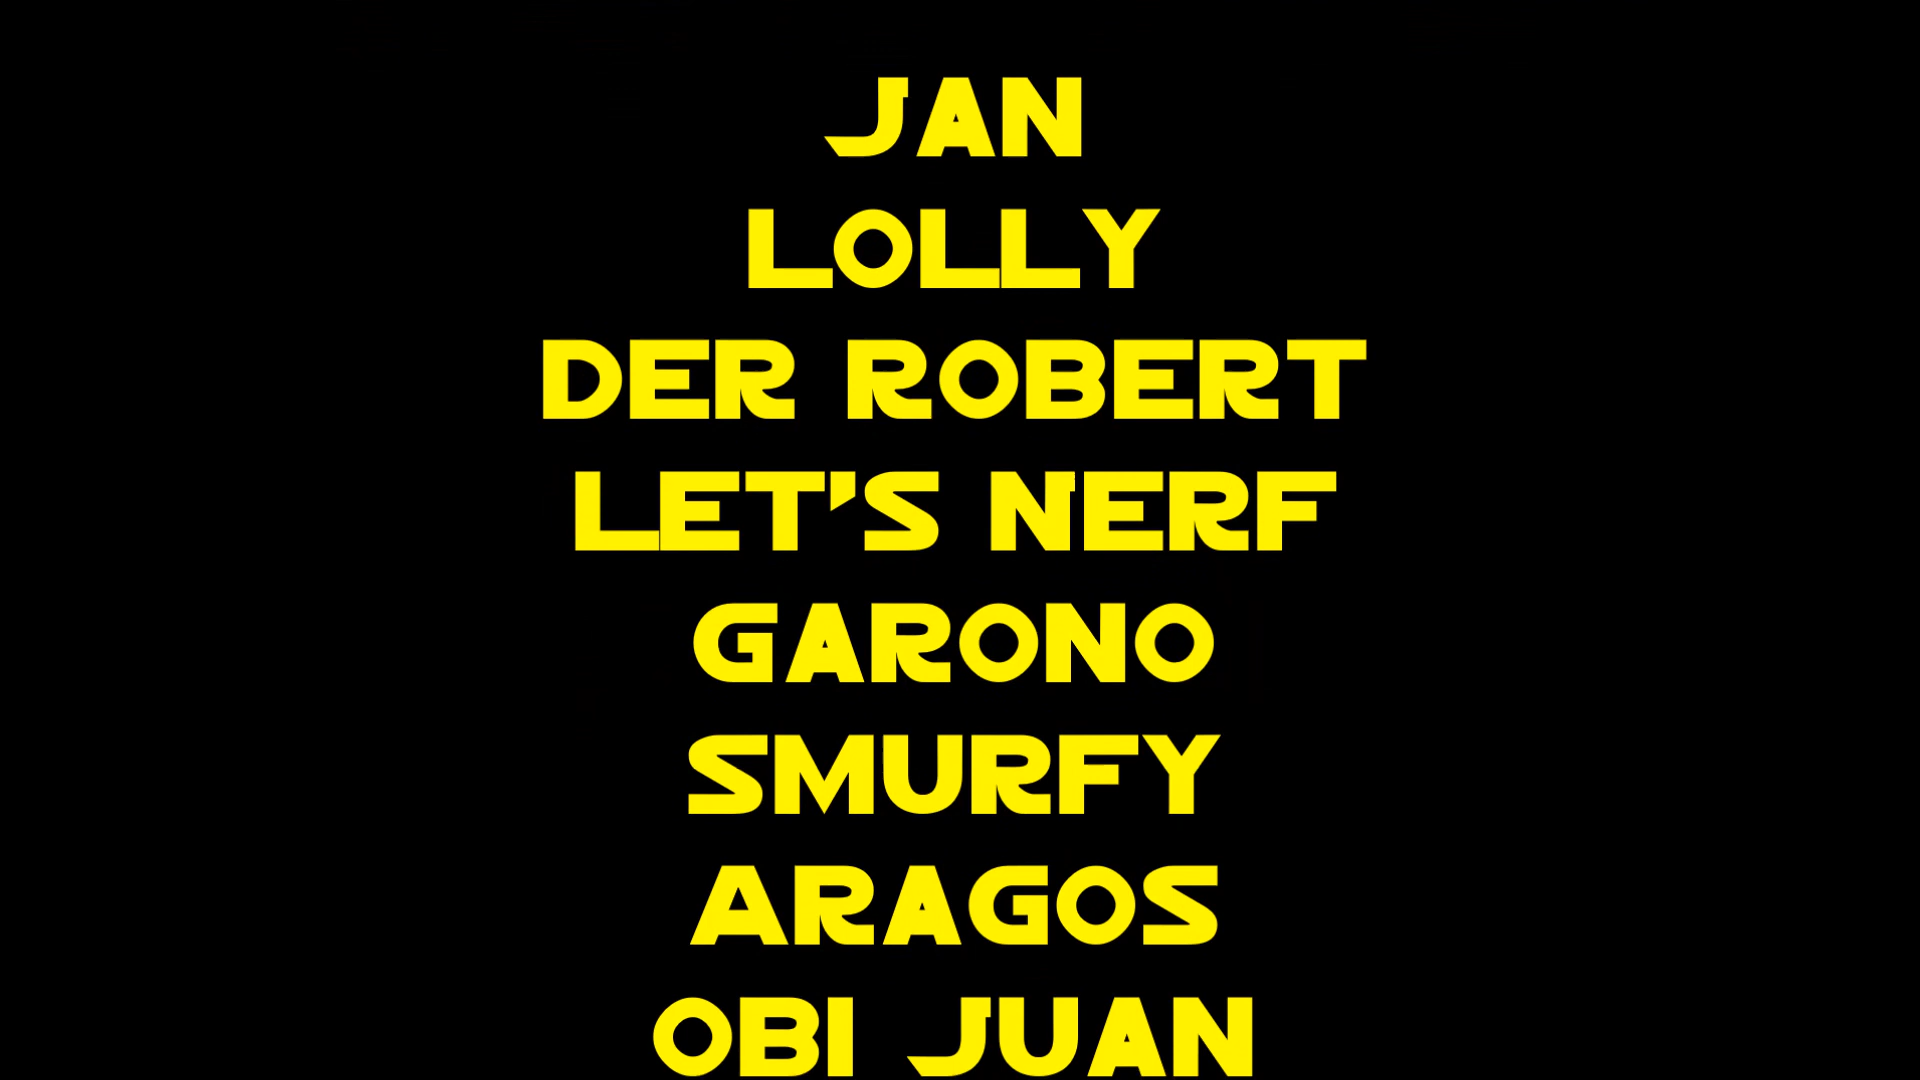 JAN
LOLLY
DER ROBERT
LET'S NERF
GARONO
SMURFY
ARAGOS
OBI JUAN